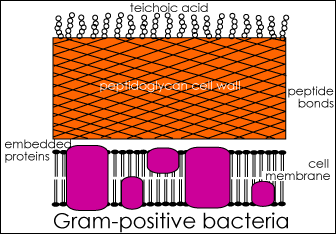 teichoic acid
peptidoglycan cell wall
peptide
bonds
embedded
proteins
cell
membrane
Gram-positive bacteria